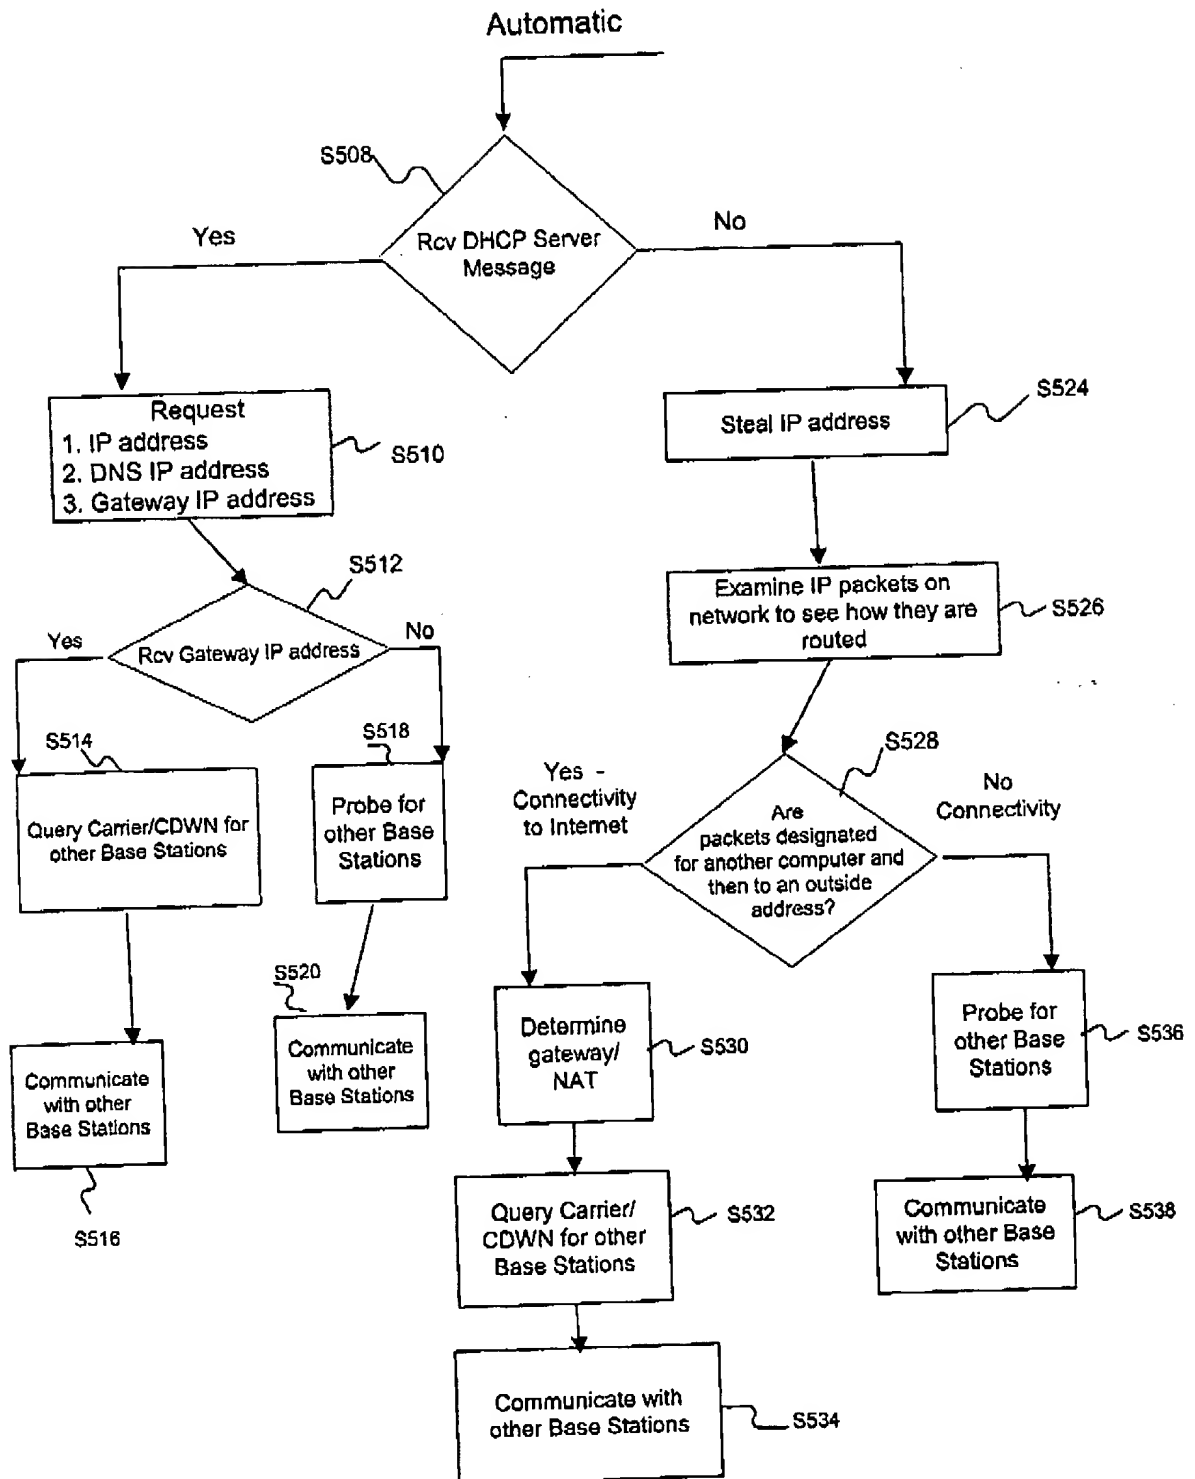 Automatic
S508
Yes
No
Rcv DHCP Server
Message
Request
1. IP address
2. DNS IP address
3. Gateway IP address
S510
Steal IP address
S524
S512
Yes
No
Rcv Gateway IP address
Examine IP packets on
network to see how they are
routed
S526
S514
S518
Query Carrier/CDWN for
other Base Stations
Probe for
other Base
Stations
S528
Yes -
Connectivity
to Internet
No
Connectivity
Are
packets designated
for another computer and
then to an outside
address?
S520
Communicate
with other
Base Stations
S516
Communicate
with other
Base Stations
Determine
gateway/
NAT
S530
Probe for
other Base
Stations
S536
Query Carrier/
CDWN for other
Base Stations
S532
Communicate
with other Base
Stations
S538
Communicate with
other Base Stations
S534